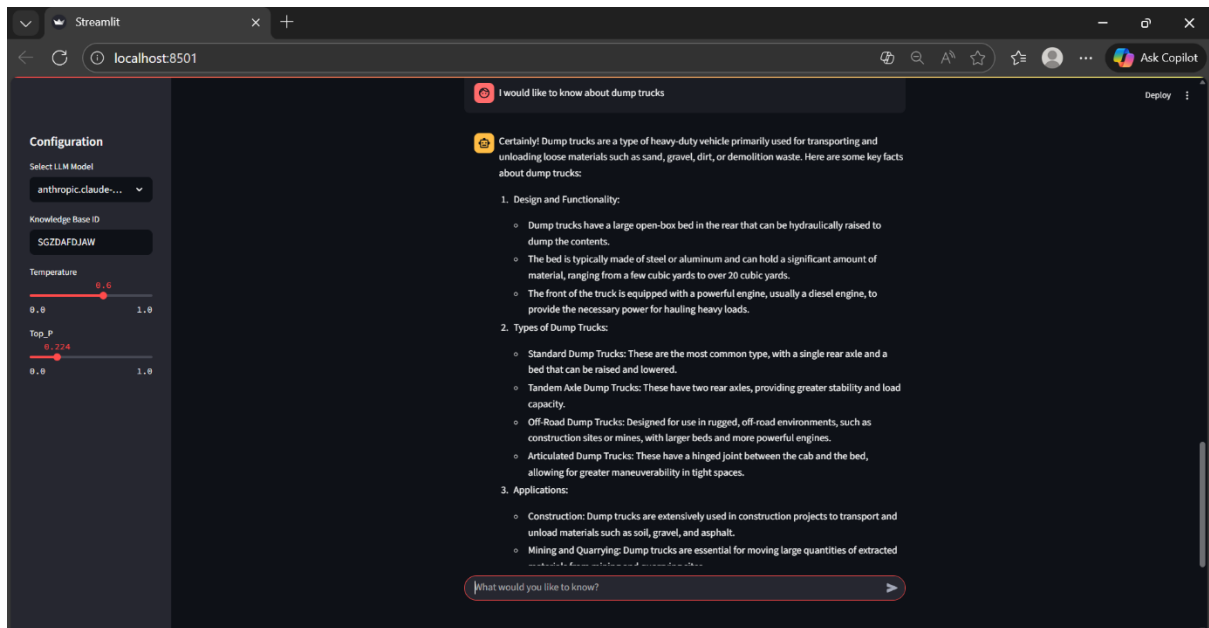 Streamlit
localhost:8501
Ask Copilot
Deploy
Configuration
Select LLM Model
anthropic.claude-...
Knowledge Base ID
SGZDAFDJAW
Temperature
0.6
0.0 1.0
Top_P
0.224
0.0 1.0
I would like to know about dump trucks
Certainly! Dump trucks are a type of heavy-duty vehicle primarily used for transporting and
unloading loose materials such as sand, gravel, dirt, or demolition waste. Here are some key facts
about dump trucks:
1. Design and Functionality:
Dump trucks have a large open-box bed in the rear that can be hydraulically raised to
dump the contents.
The bed is typically made of steel or aluminum and can hold a significant amount of
material, ranging from a few cubic yards to over 20 cubic yards.
The front of the truck is equipped with a powerful engine, usually a diesel engine, to
provide the necessary power for hauling heavy loads.
2. Types of Dump Trucks:
Standard Dump Trucks: These are the most common type, with a single rear axle and a
bed that can be raised and lowered.
Tandem Axle Dump Trucks: These have two rear axles, providing greater stability and load
capacity.
Off-Road Dump Trucks: Designed for use in rugged, off-road environments, such as
construction sites or mines, with larger beds and more powerful engines.
Articulated Dump Trucks: These have a hinged joint between the cab and the bed,
allowing for greater maneuverability in tight spaces.
3. Applications:
Construction: Dump trucks are extensively used in construction projects to transport and
unload materials such as soil, gravel, and asphalt.
Mining and Quarrying: Dump trucks are essential for moving large quantities of extracted
What would you like to know?